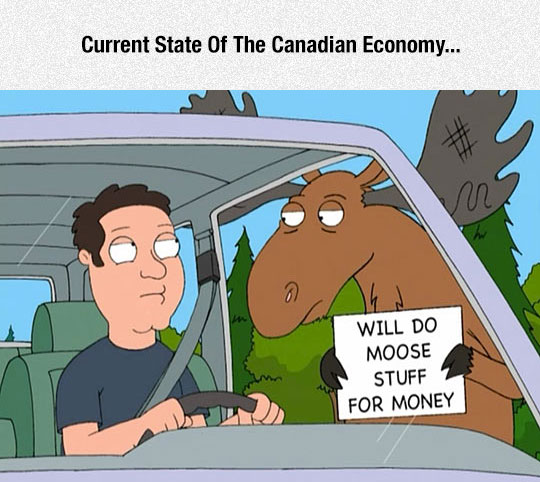 Current State Of The Canadian Economy...
WILL DO
MOOSE
STUFF
FOR MONEY